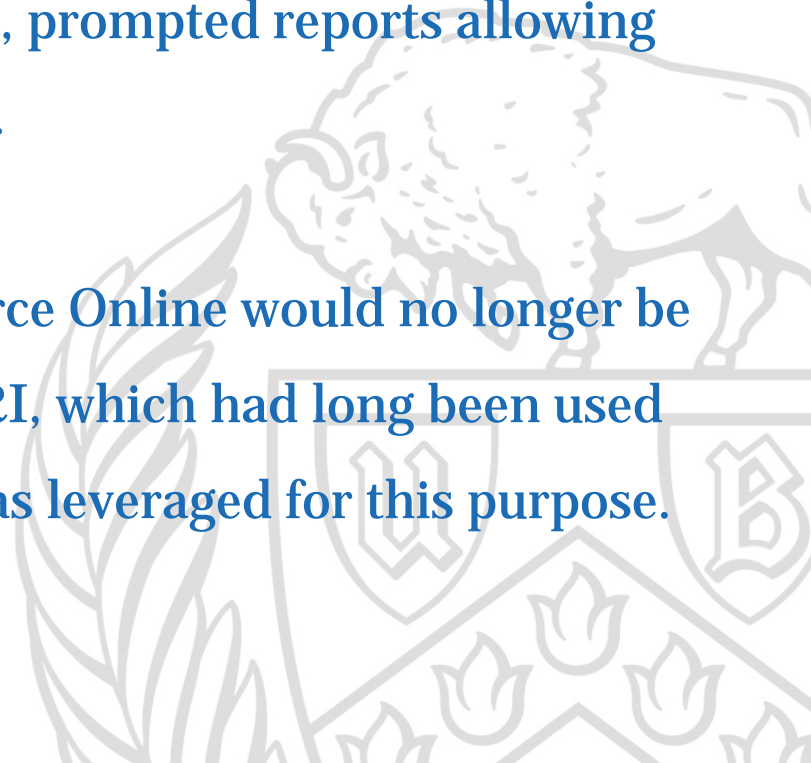 , prompted reports allowing
.
rce Online would no longer be
I, which had long been used
as leveraged for this purpose.
U B